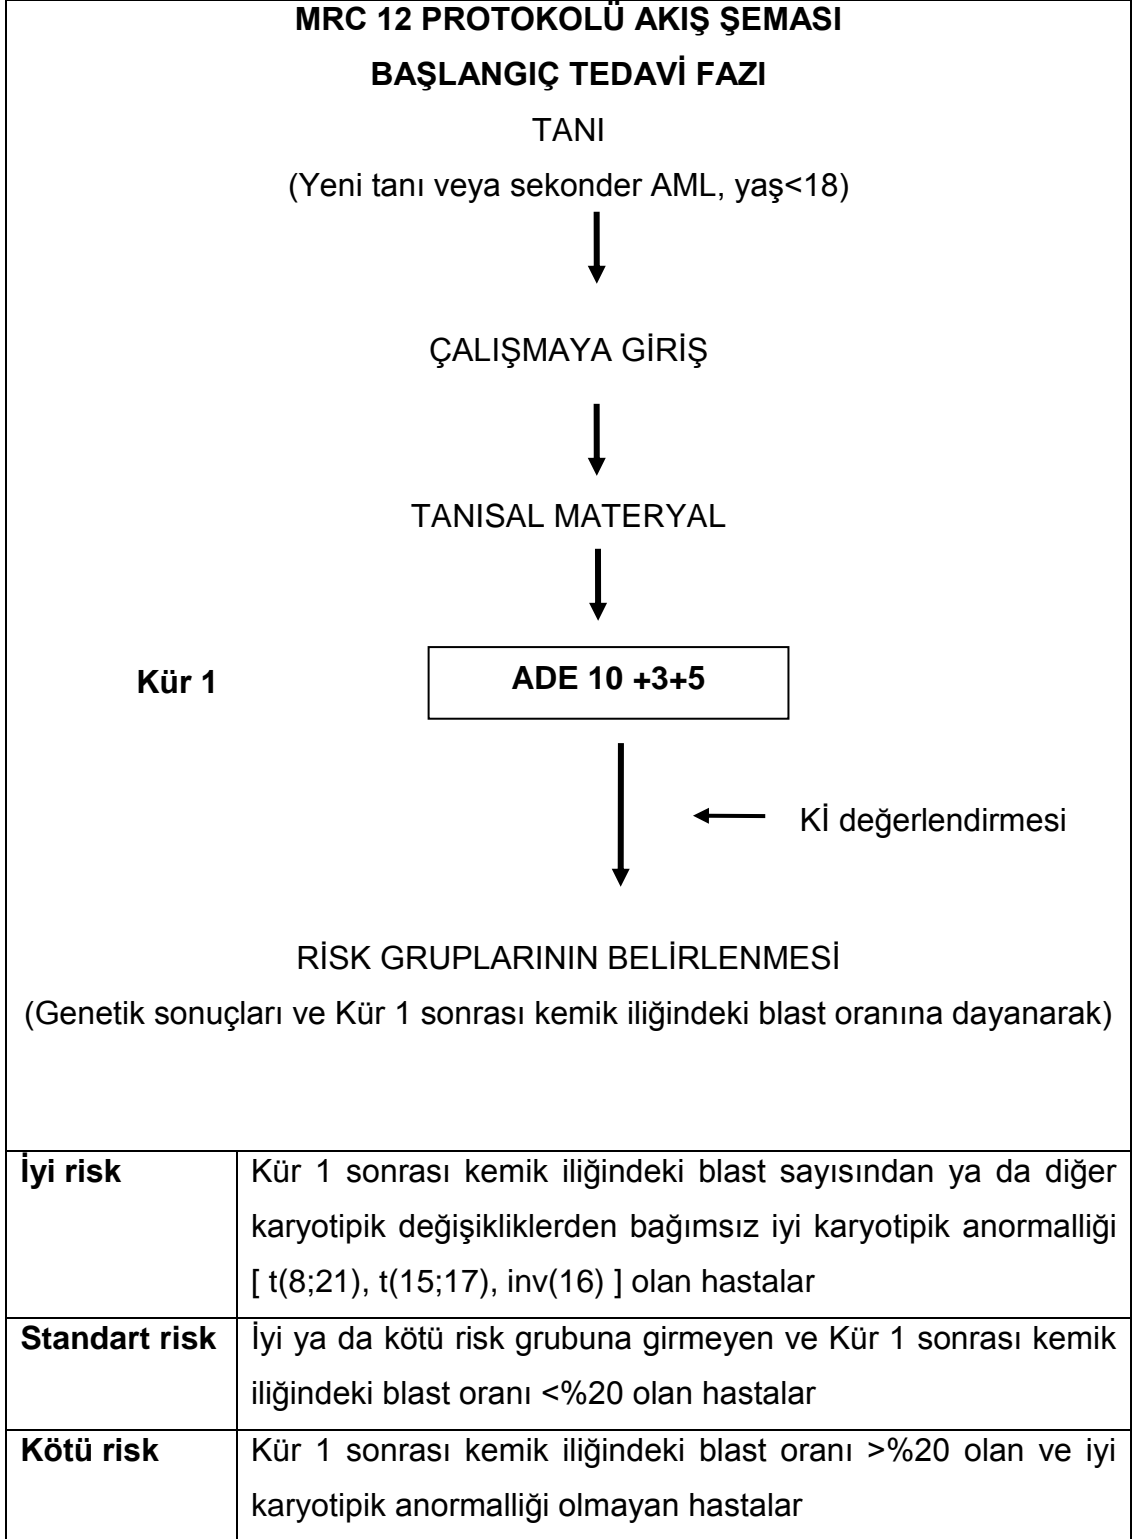 MRC 12 PROTOKOLÜ AKIŞ ŞEMASI
BAŞLANGIÇ TEDAVİ FAZI
TANI
(Yeni tanı veya sekonder AML, yaş<18)
ÇALIŞMAYA GİRİŞ
TANISAL MATERYAL
Kür 1
ADE 10 +3+5
Kİ değerlendirmesi
RİSK GRUPLARININ BELİRLENMESİ
(Genetik sonuçları ve Kür 1 sonrası kemik iliğindeki blast oranına dayanarak)
İyi risk
Kür 1 sonrası kemik iliğindeki blast sayısından ya da diğer
karyotipik değişikliklerden bağımsız iyi karyotipik anormalliği
[ t(8;21), t(15;17), inv(16) ] olan hastalar
Standart risk
İyi ya da kötü risk grubuna girmeyen ve Kür 1 sonrası kemik
iliğindeki blast oranı <%20 olan hastalar
Kötü risk
Kür 1 sonrası kemik iliğindeki blast oranı >%20 olan ve iyi
karyotipik anormalliği olmayan hastalar